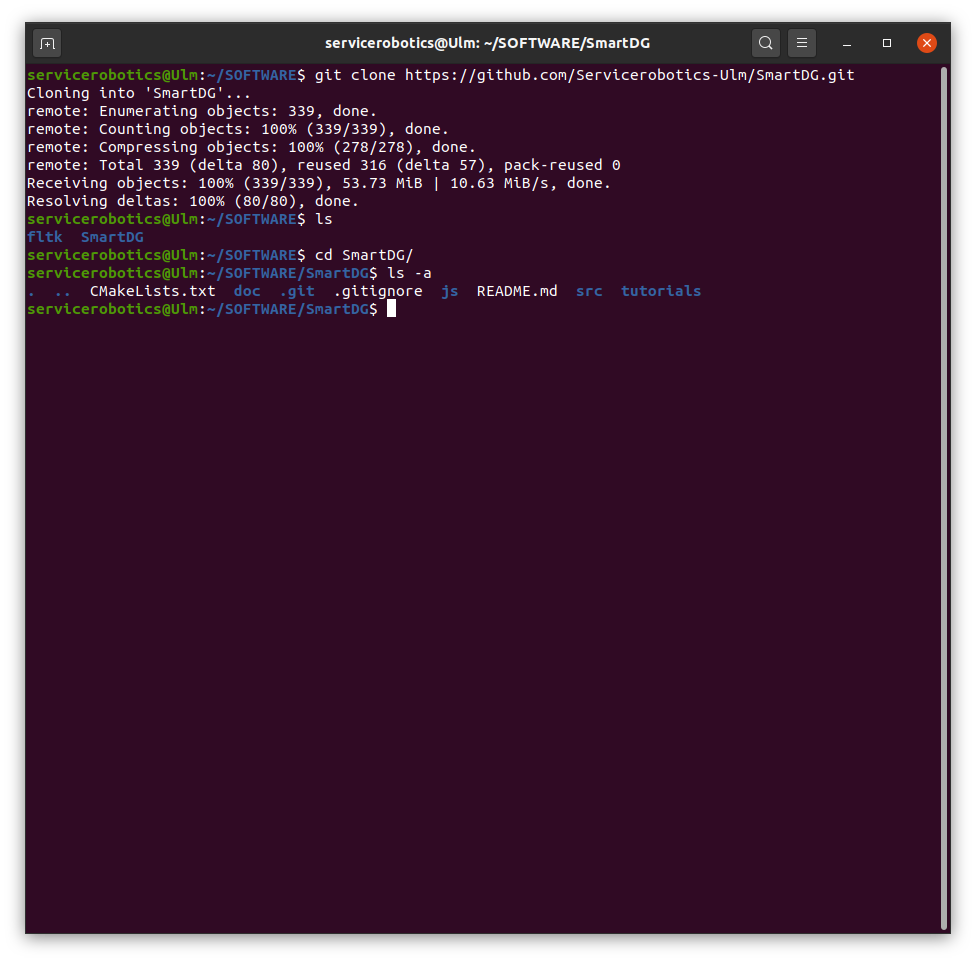 servicerobotics@Ulm: ~/SOFTWARE/SmartDG
servicerobotics@Ulm:~/SOFTWARE$ git clone https://github.com/Servicerobotics-Ulm/SmartDG.git
Cloning into 'SmartDG'...
remote: Enumerating objects: 339, done.
remote: Counting objects: 100% (339/339), done.
remote: Compressing objects: 100% (278/278), done.
remote: Total 339 (delta 80), reused 316 (delta 57), pack-reused 0
Receiving objects: 100% (339/339), 53.73 MiB | 10.63 MiB/s, done.
Resolving deltas: 100% (80/80), done.
servicerobotics@Ulm:~/SOFTWARE$ ls
fltk  SmartDG
servicerobotics@Ulm:~/SOFTWARE$ cd SmartDG/
servicerobotics@Ulm:~/SOFTWARE/SmartDG$ ls -a
.  ..  CMakeLists.txt  doc  .git  .gitignore  js  README.md  src  tutorials
servicerobotics@Ulm:~/SOFTWARE/SmartDG$